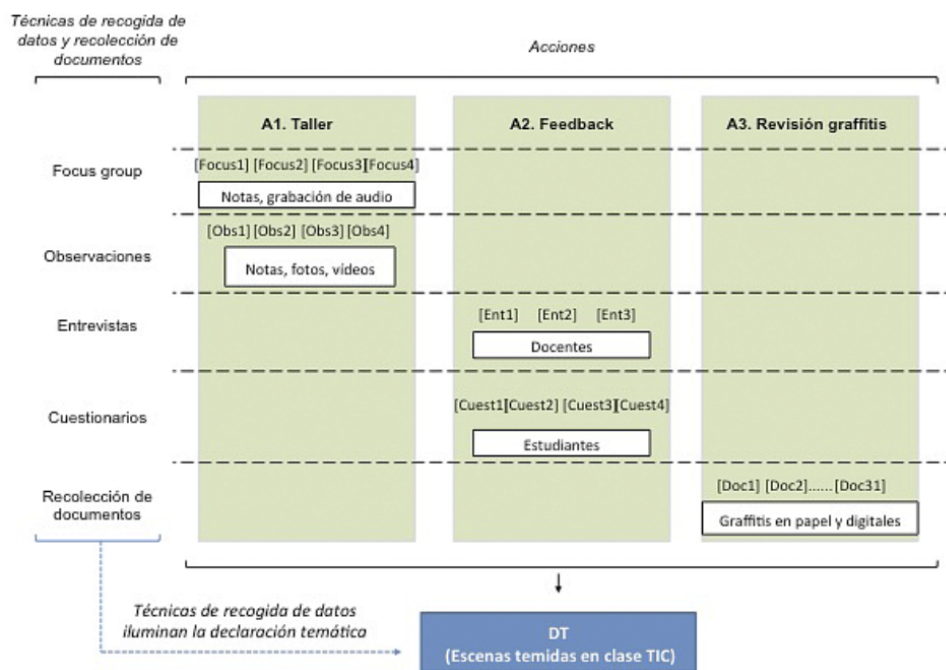 Técnicas de recogida de
datos y recolección de
documentos
Acciones
A1. Taller
A2. Feedback
A3. Revisión graffitis
Focus group
[Focus1] [Focus2] [Focus3][Focus4]
Notas, grabación de audio
Observaciones
[Obs1] [Obs2] [Obs3] [Obs4]
Notas, fotos, vídeos
Entrevistas
[Ent1] [Ent2] [Ent3]
Docentes
Cuestionarios
[Cuest1][Cuest2] [Cuest3][Cuest4]
Estudiantes
Recolección de
documentos
[Doc1] [Doc2]......[Doc31]
Graffitis en papel y digitales
Técnicas de recogida de datos
iluminan la declaración temática
DT
(Escenas temidas en clase TIC)